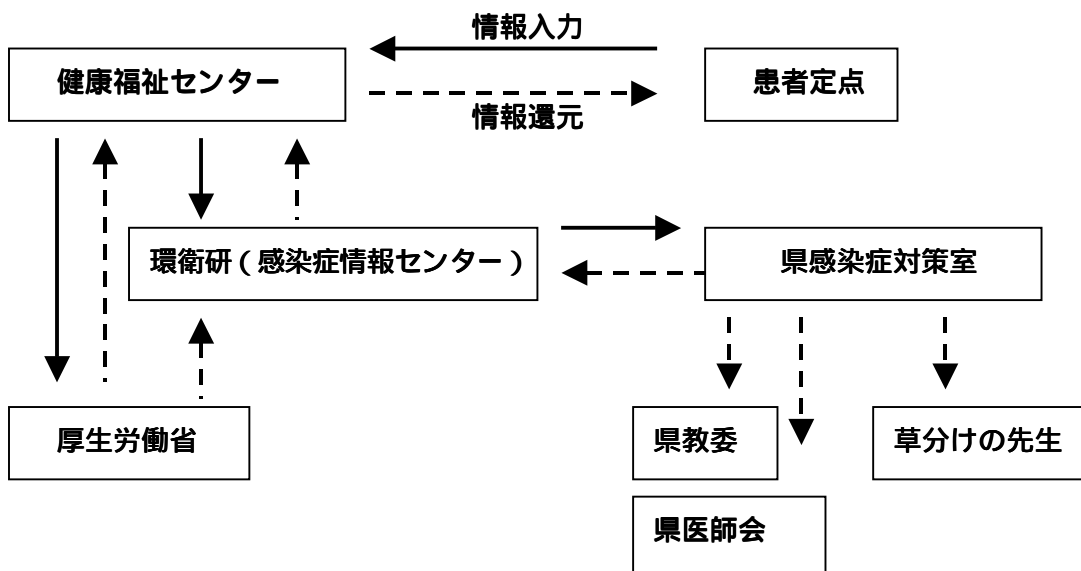 情報入力
健康福祉センター
患者定点
情報還元
環衛研(感染症情報センター)
県感染症対策室
厚生労働省
県教委
草分けの先生
県医師会